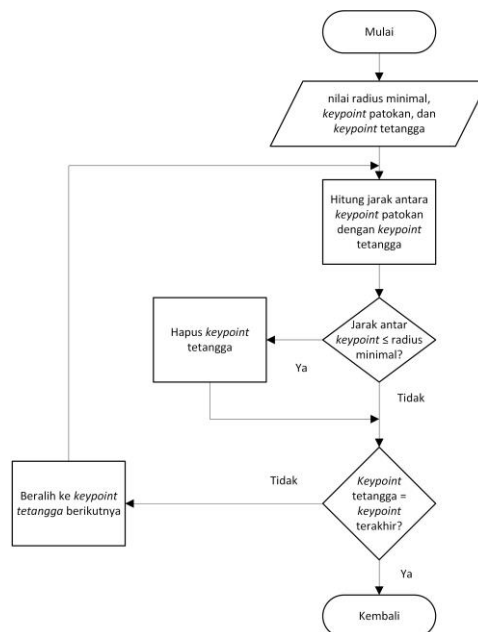 Mulai
nilai radius minimal,
keypoint patokan, dan
keypoint tetangga
Hitung jarak antara
keypoint patokan
dengan keypoint
tetangga
Jarak antar
keypoint ≤ radius
minimal?
Ya
Hapus keypoint
tetangga
Tidak
Keypoint
tetangga =
keypoint
terakhir?
Tidak
Beralih ke keypoint
tetangga berikutnya
Ya
Kembali